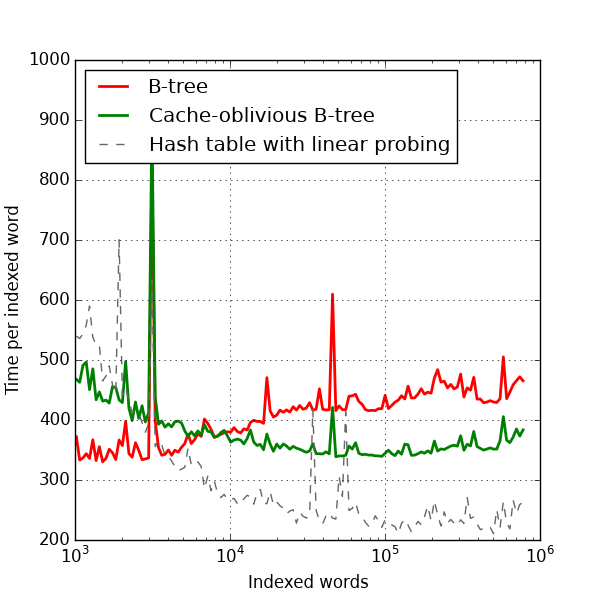 1000
B-tree
900
Cache-oblivious B-tree
Hash table with linear probing
800
700
600
500
400
300
200
Time per indexed word
10³ 10⁴ 10⁵ 10⁶
Indexed words